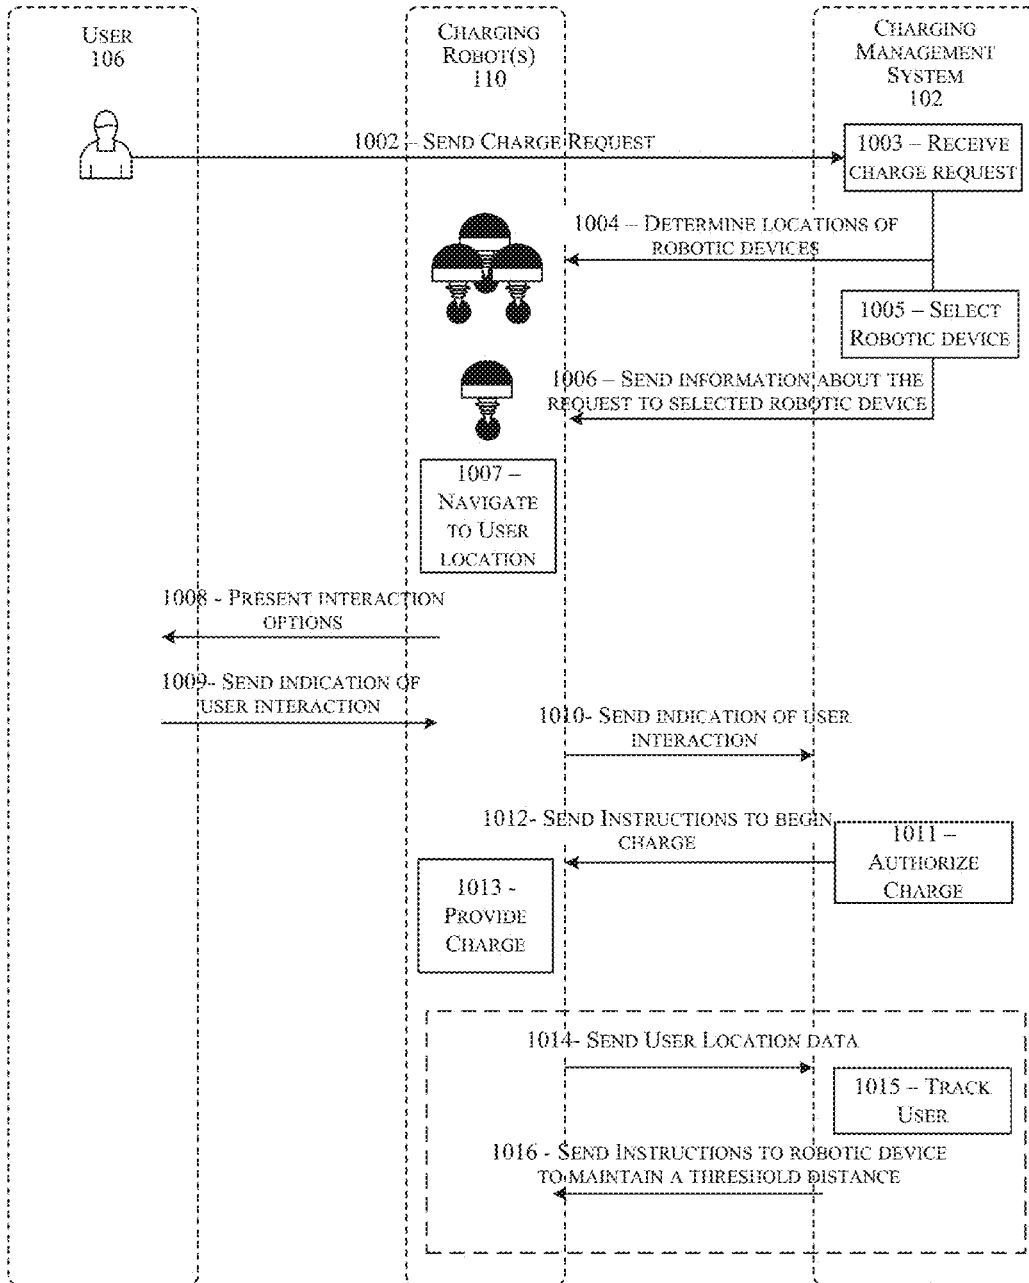 USER
106
CHARGING
ROBOT(S)
110
CHARGING
MANAGEMENT
SYSTEM
102
1002 – SEND CHARGE REQUEST
1003 – RECEIVE
CHARGE REQUEST
1004 – DETERMINE LOCATIONS OF
ROBOTIC DEVICES
1005 – SELECT
ROBOTIC DEVICE
1006 – SEND INFORMATION ABOUT THE
REQUEST TO SELECTED ROBOTIC DEVICE
1007 –
NAVIGATE
TO USER
LOCATION
1008 - PRESENT INTERACTION
OPTIONS
1009- SEND INDICATION OF
USER INTERACTION
1010- SEND INDICATION OF USER
INTERACTION
1012- SEND INSTRUCTIONS TO BEGIN
CHARGE
1011 –
AUTHORIZE
CHARGE
1013 -
PROVIDE
CHARGE
1014- SEND USER LOCATION DATA
1015 – TRACK
USER
1016 - SEND INSTRUCTIONS TO ROBOTIC DEVICE
TO MAINTAIN A THRESHOLD DISTANCE